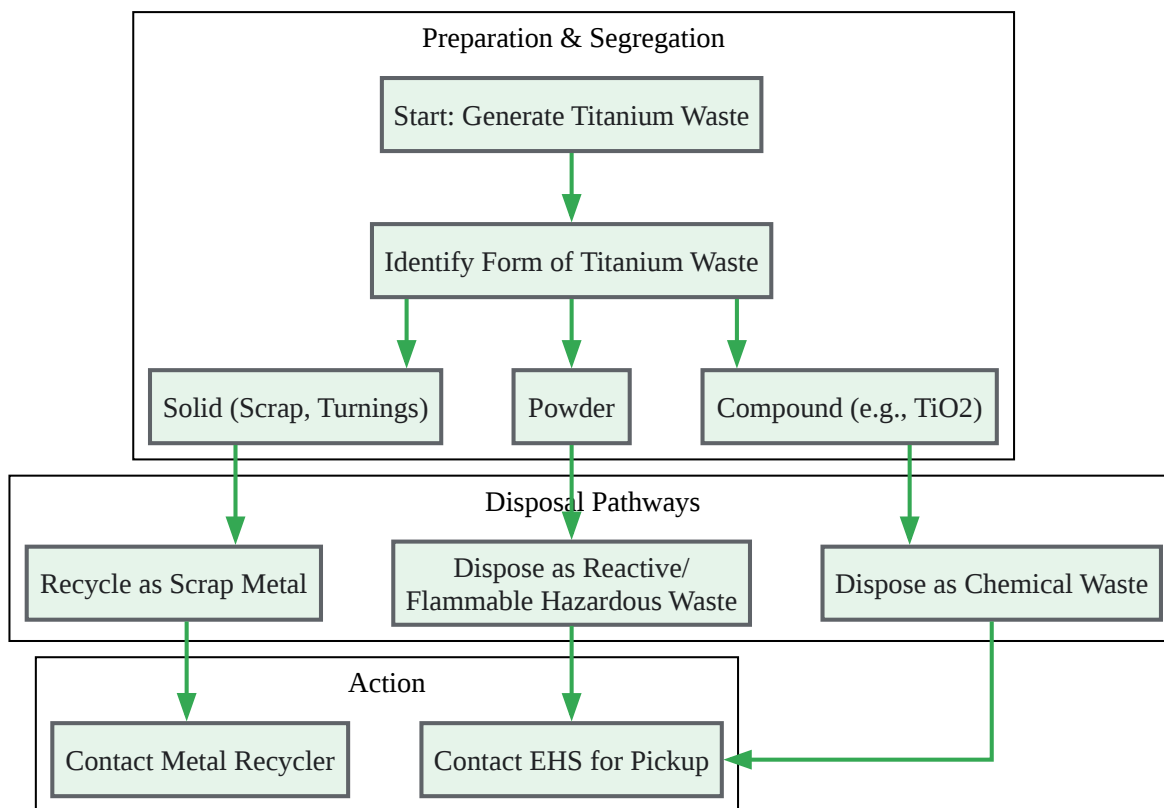 Preparation & Segregation
Start: Generate Titanium Waste
Identify Form of Titanium Waste
Solid (Scrap, Turnings)
Powder
Compound (e.g., TiO2)
Disposal Pathways
Recycle as Scrap Metal
Dispose as Reactive/
Flammable Hazardous Waste
Dispose as Chemical Waste
Action
Contact Metal Recycler
Contact EHS for Pickup